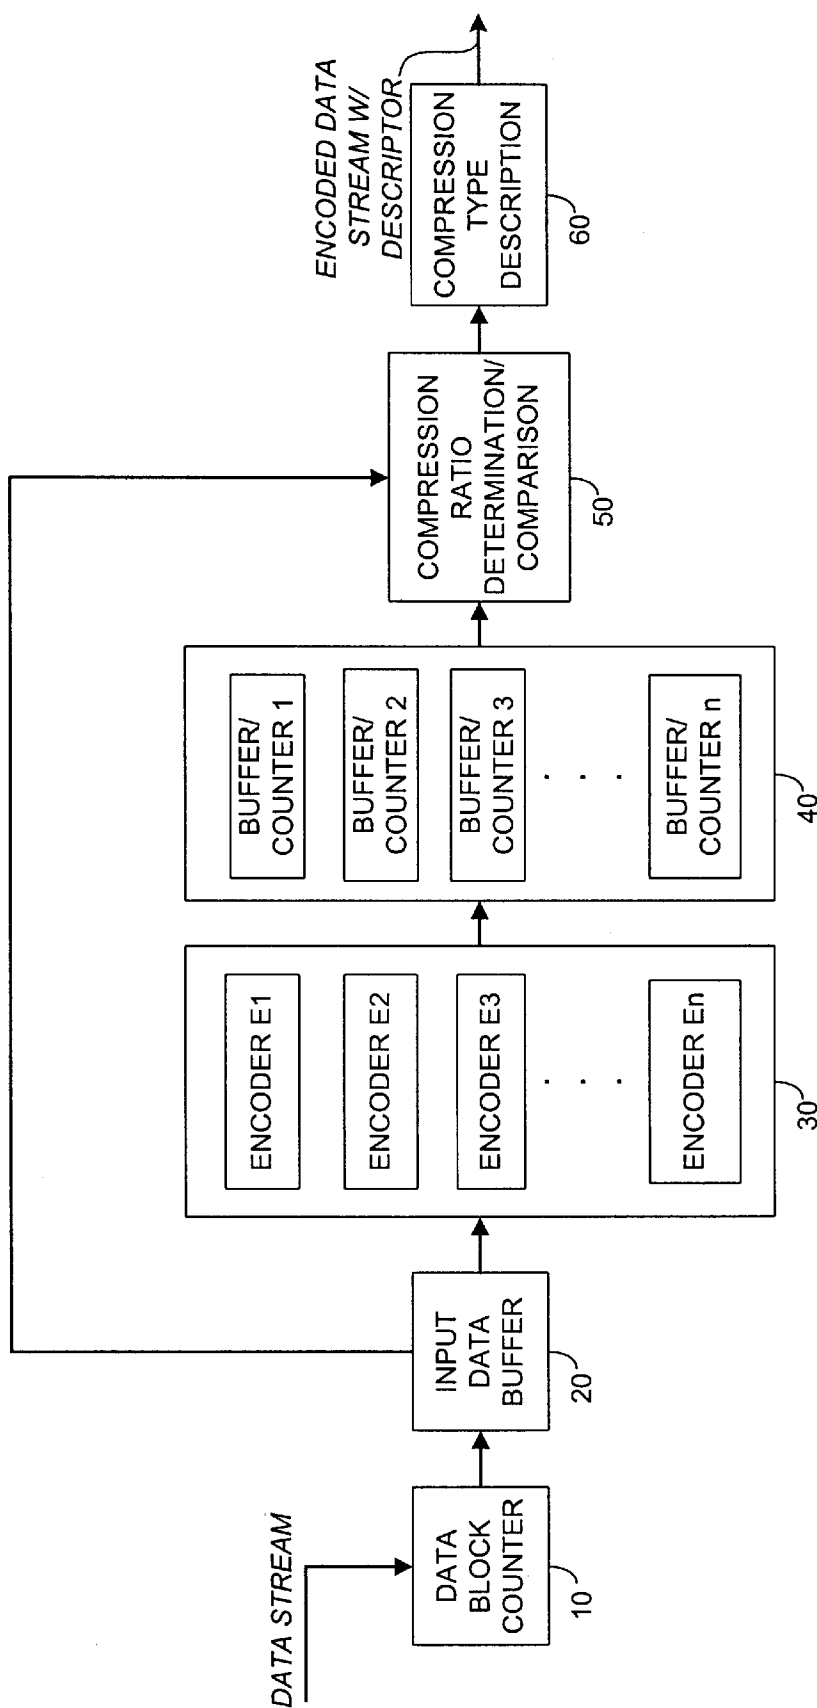 DATA STREAM
DATA
BLOCK
COUNTER
10
INPUT
DATA
BUFFER
20
ENCODER E1
ENCODER E2
ENCODER E3
. . .
ENCODER En
30
BUFFER/
COUNTER 1
BUFFER/
COUNTER 2
BUFFER/
COUNTER 3
. . .
BUFFER/
COUNTER n
40
COMPRESSION
RATIO
DETERMINATION/
COMPARISON
50
COMPRESSION
TYPE
DESCRIPTION
60
ENCODED DATA
STREAM W/
DESCRIPTOR